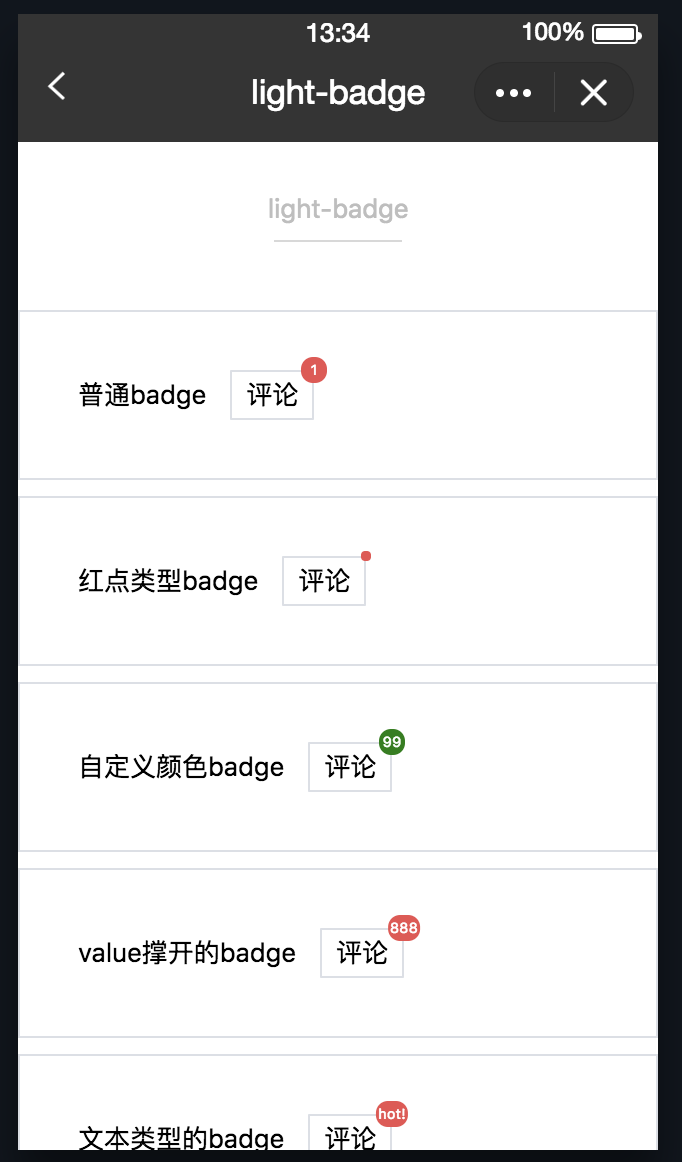 13:34 100%
light-badge
light-badge
普通badge 评论 1
红点类型badge 评论
自定义颜色badge 评论 99
value撑开的badge 评论 888
文本类型的badge 评论 hot!